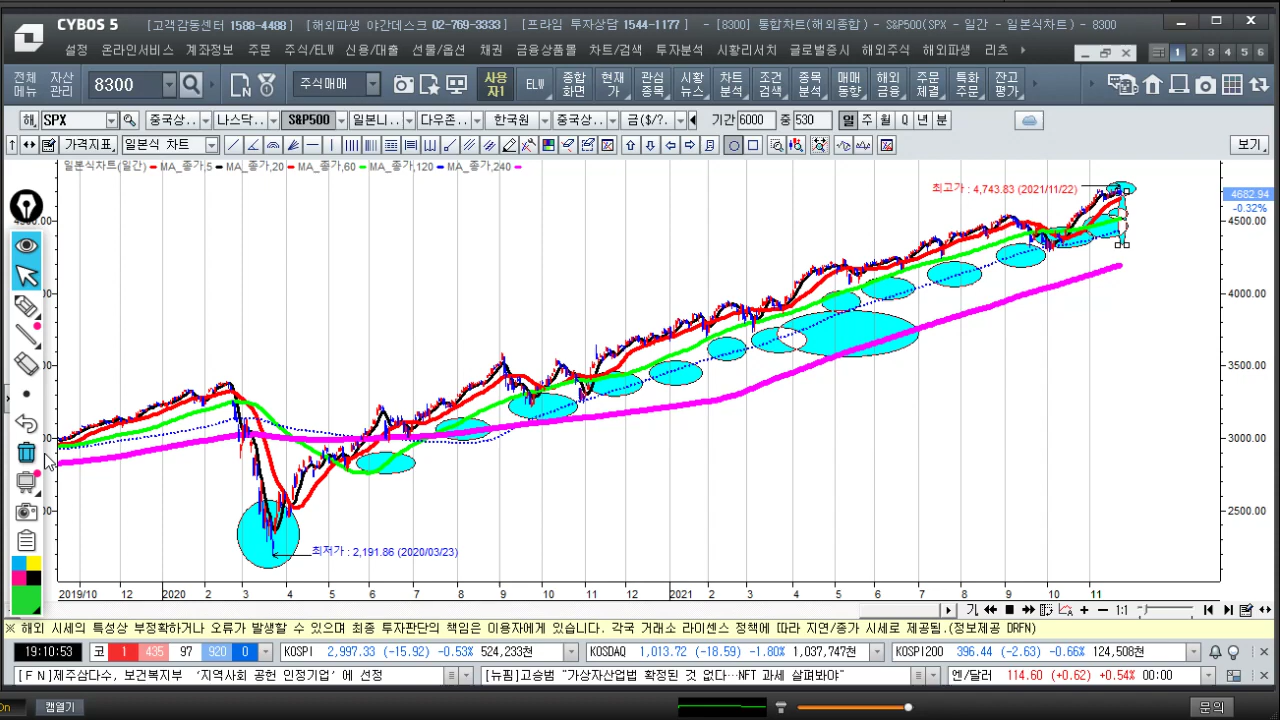 CYBOS 5 [고객감동센터 1588-4488] [해외파생 야간데스크 02-769-3333] [프라임 투자상담 1544-1177] - [8300] 통합차트(해외종합) - S&P500(SPX - 일간 - 일본식차트) - 8300
설정 온라인서비스 계좌정보 주문 주식/ELW 신용/대출 선물/옵션 채권 금융상품몰 차트/검색 투자분석 시황리서치 글로벌증시 해외주식 해외파생 리츠
1 2 3 4 5 6
전체메뉴 자산관리 8300 주식매매 사용자1 ELW 종합화면 현재가 관심종목 시황뉴스 차트분석 조건검색 종목분석 매매동향 해외금융 주문체결 특화주문 잔고평가
해 SPX 중국상.. 나스닥.. S&P500 일본니.. 다우존.. 한국원 중국상.. 금($/?. 기간 6000 중 530 일 주 월 Q 년 분
가격지표 일본식 차트 보기
일본식차트(일간) MA_종가,5 MA_종가,20 MA_종가,60 MA_종가,120 MA_종가,240
최고가 : 4,743.83 (2021/11/22)
4682.94
-0.32%
4500.00
4000.00
3500.00
3000.00
2500.00
최저가 : 2,191.86 (2020/03/23)
2019/10 12 2020 2 3 4 5 6 7 8 9 10 11 12 2021 2 3 4 5 6 7 8 9 10 11
1:1
※ 해외 시세의 특성상 부정확하거나 오류가 발생할 수 있으며 최종 투자판단의 책임은 이용자에게 있습니다. 각국 거래소 라이센스 정책에 따라 지연/종가 시세로 제공됨.(정보제공 DRFN)
19:10:53 코 1 435 97 920 0 KOSPI 2,997.33 (-15.92) -0.53% 524,233천 KOSDAQ 1,013.72 (-18.59) -1.80% 1,037,747천 KOSPI200 396.44 (-2.63) -0.66% 124,508천
[F N]제주삼다수, 보건복지부 '지역사회 공헌 인정기업' 에 선정 [뉴핌]고승범 "가상자산업법 확정된 것 없다…NFT 과세 살펴봐야" 엔/달러 114.60 (+0.62) +0.54% 00:00
On 캠열기 문의